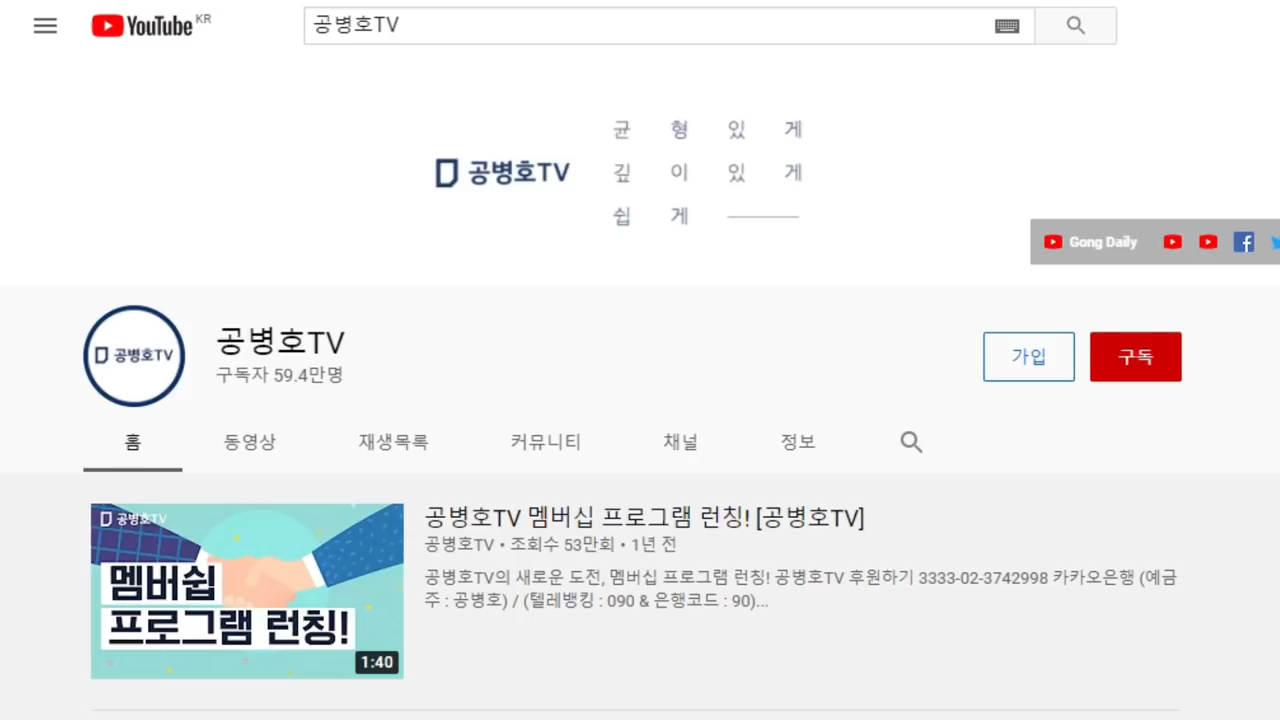 YouTube KR
공병호TV
균 형 있 게
공병호TV 깊 이 있 게
쉽 게
Gong Daily
공병호TV
공병호TV
구독자 59.4만명
가입
구독
홈 동영상 재생목록 커뮤니티 채널 정보
공병호TV
멤버쉽
프로그램 런칭!
1:40
공병호TV 멤버십 프로그램 런칭! [공병호TV]
공병호TV • 조회수 53만회 • 1년 전
공병호TV의 새로운 도전, 멤버십 프로그램 런칭! 공병호TV 후원하기 3333-02-3742998 카카오은행 (예금
주 : 공병호) / (텔레뱅킹 : 090 & 은행코드 : 90)...